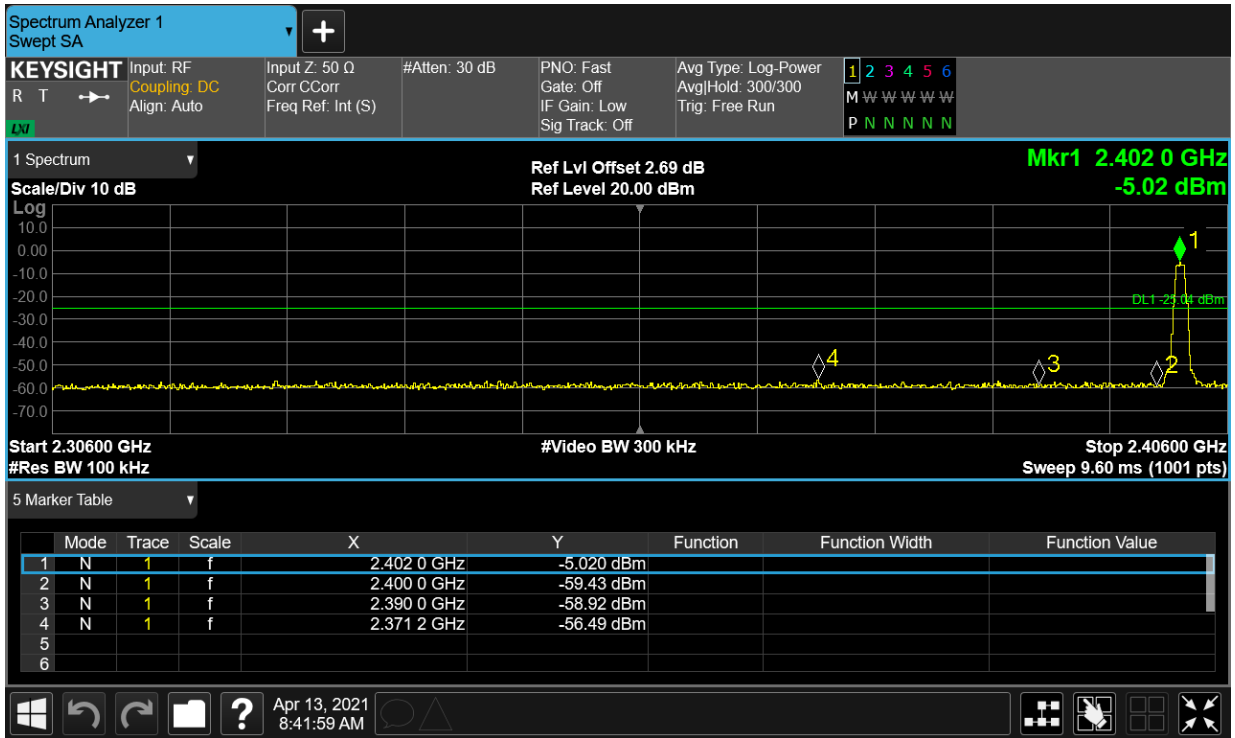 Spectrum Analyzer 1
Swept SA
KEYSIGHT
R T
LXI
Input: RF
Coupling: DC
Align: Auto
Input Z: 50 Ω
Corr CCorr
Freq Ref: Int (S)
#Atten: 30 dB
PNO: Fast
Gate: Off
IF Gain: Low
Sig Track: Off
Avg Type: Log-Power
Avg|Hold: 300/300
Trig: Free Run
1 2 3 4 5 6
M W W W W W
P N N N N N
1 Spectrum
Scale/Div 10 dB
Ref Lvl Offset 2.69 dB
Ref Level 20.00 dBm
Mkr1 2.402 0 GHz
-5.02 dBm
Log
10.0
0.00
-10.0
-20.0
-30.0
-40.0
-50.0
-60.0
-70.0
1
DL1 -25.04 dBm
4
3
2
Start 2.30600 GHz
#Res BW 100 kHz
#Video BW 300 kHz
Stop 2.40600 GHz
Sweep 9.60 ms (1001 pts)
5 Marker Table
Mode Trace Scale X Y Function Function Width Function Value
1 N 1 f 2.402 0 GHz -5.020 dBm
2 N 1 f 2.400 0 GHz -59.43 dBm
3 N 1 f 2.390 0 GHz -58.92 dBm
4 N 1 f 2.371 2 GHz -56.49 dBm
5
6
?
Apr 13, 2021
8:41:59 AM